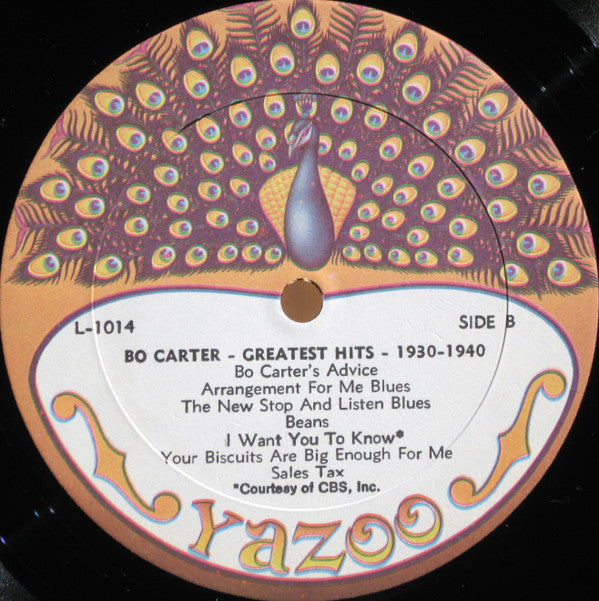 L-1014 SIDE B
BO CARTER - GREATEST HITS - 1930-1940
Bo Carter's Advice
Arrangement For Me Blues
The New Stop And Listen Blues
Beans
I Want You To Know*
Your Biscuits Are Big Enough For Me
Sales Tax
*Courtesy of CBS, Inc.
Yazoo